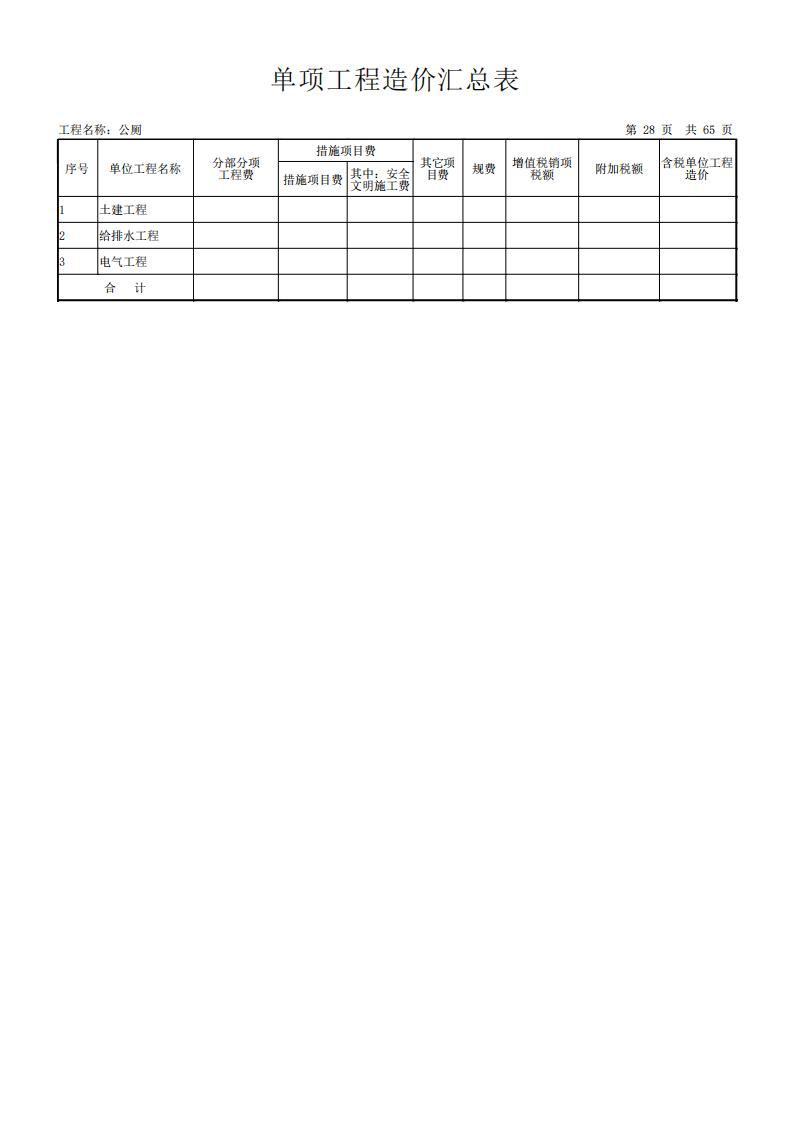 单项工程造价汇总表
工程名称：公厕 第 28 页 共 65 页
序号 单位工程名称 分部分项工程费 措施项目费 其它项目费 规费 增值税销项税额 附加税额 含税单位工程造价
措施项目费 其中：安全文明施工费
1 土建工程
2 给排水工程
3 电气工程
合 计